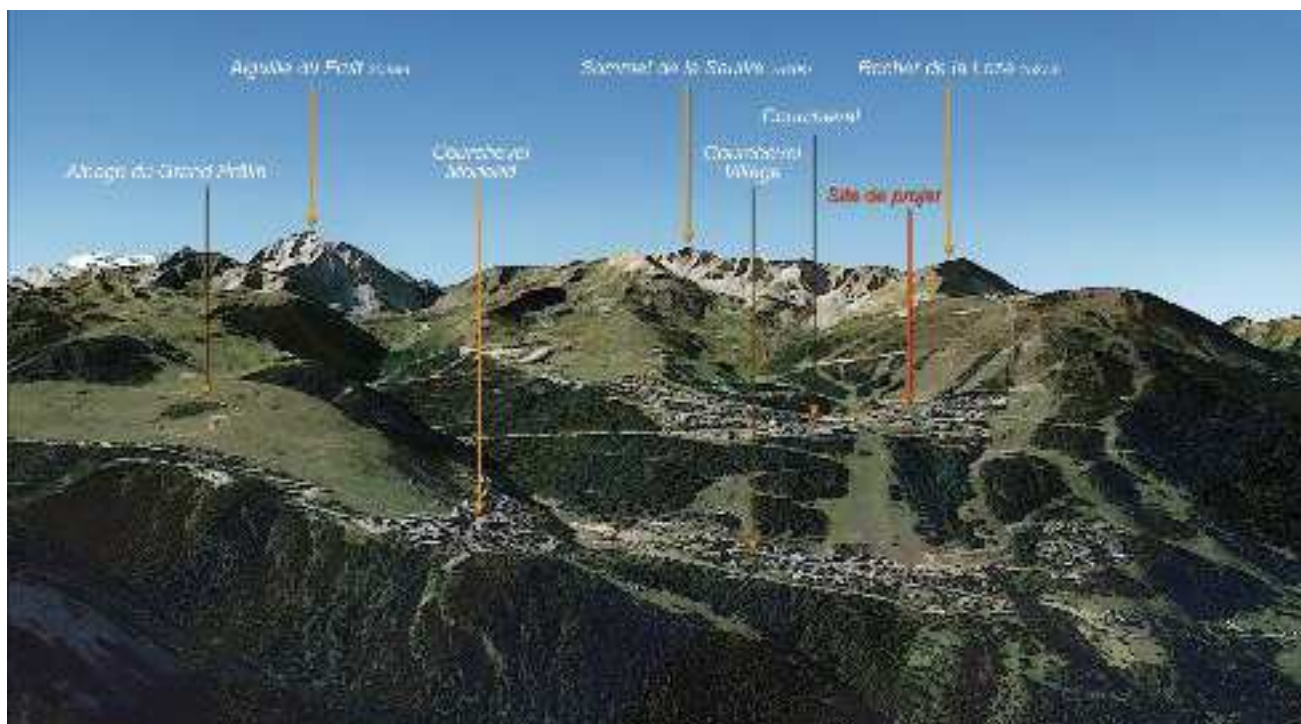 Aiguille du Fruit
Sommet de la Saulire
Rocher de la Loze
Courchevel
Courchevel
Moriond
Courchevel
Village
Alpage du Grand Pralin
Site de projet